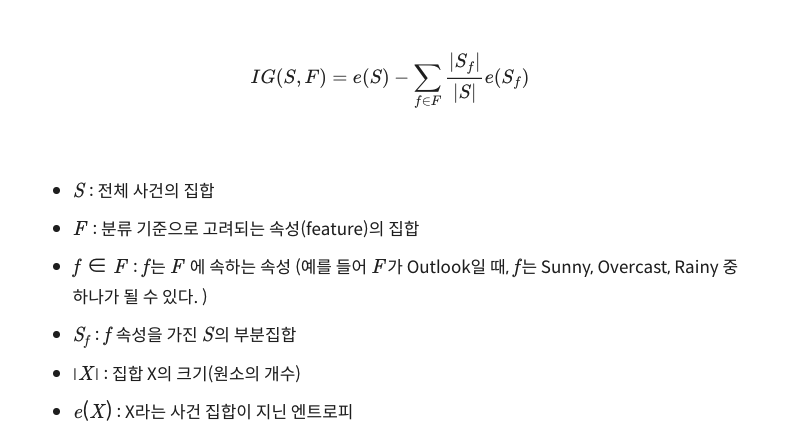 IG(S, F) = e(S) − ∑_{f∈F} |S_f| / |S| e(S_f)
• S : 전체 사건의 집합
• F : 분류 기준으로 고려되는 속성(feature)의 집합
• f ∈ F : f는 F 에 속하는 속성 (예를 들어 F가 Outlook일 때, f는 Sunny, Overcast, Rainy 중
하나가 될 수 있다. )
• S_f : f 속성을 가진 S의 부분집합
• |X| : 집합 X의 크기(원소의 개수)
• e(X) : X라는 사건 집합이 지닌 엔트로피